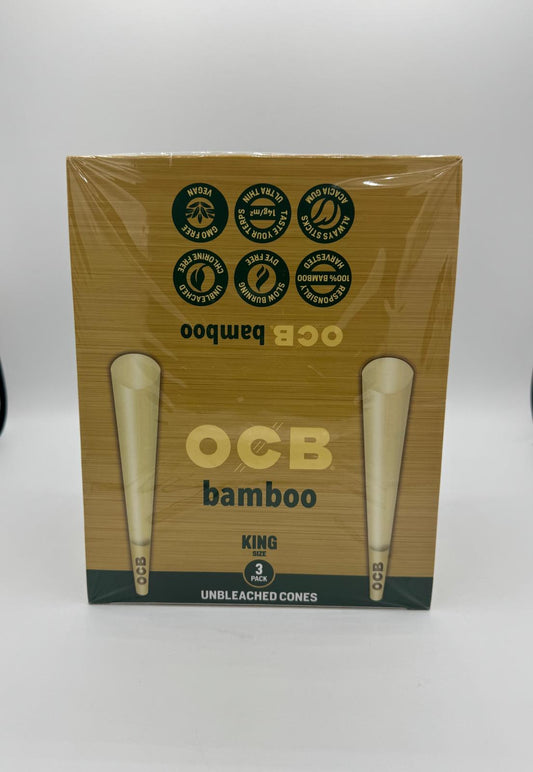 VEGAN
GMO FREE
ULTRA THIN
14g/m²
TASTE YOUR TERPS
ALWAYS STICKS
ACACIA GUM
UNBLEACHED
CHLORINE FREE
SLOW BURNING
DYE FREE
RESPONSIBLY
100% BAMBOO
HARVESTED
OCB bamboo
OCB
bamboo
KING
SIZE
3
PACK
UNBLEACHED CONES
OCB
OCB